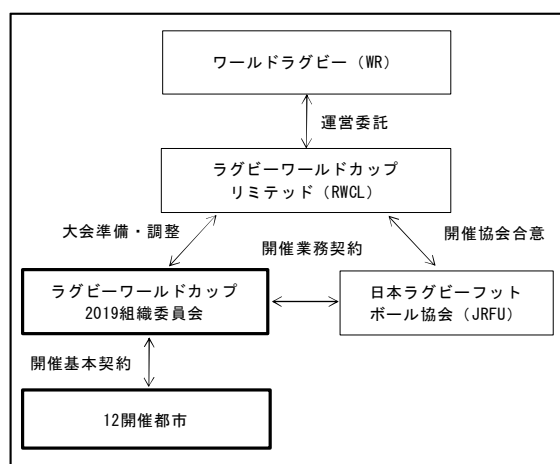 ワールドラグビー（WR）
運営委託
ラグビーワールドカップ
リミテッド（RWCL）
大会準備・調整
開催業務契約
開催協会合意
ラグビーワールドカップ
2019組織委員会
日本ラグビーフット
ボール協会（JRFU）
開催基本契約
12開催都市